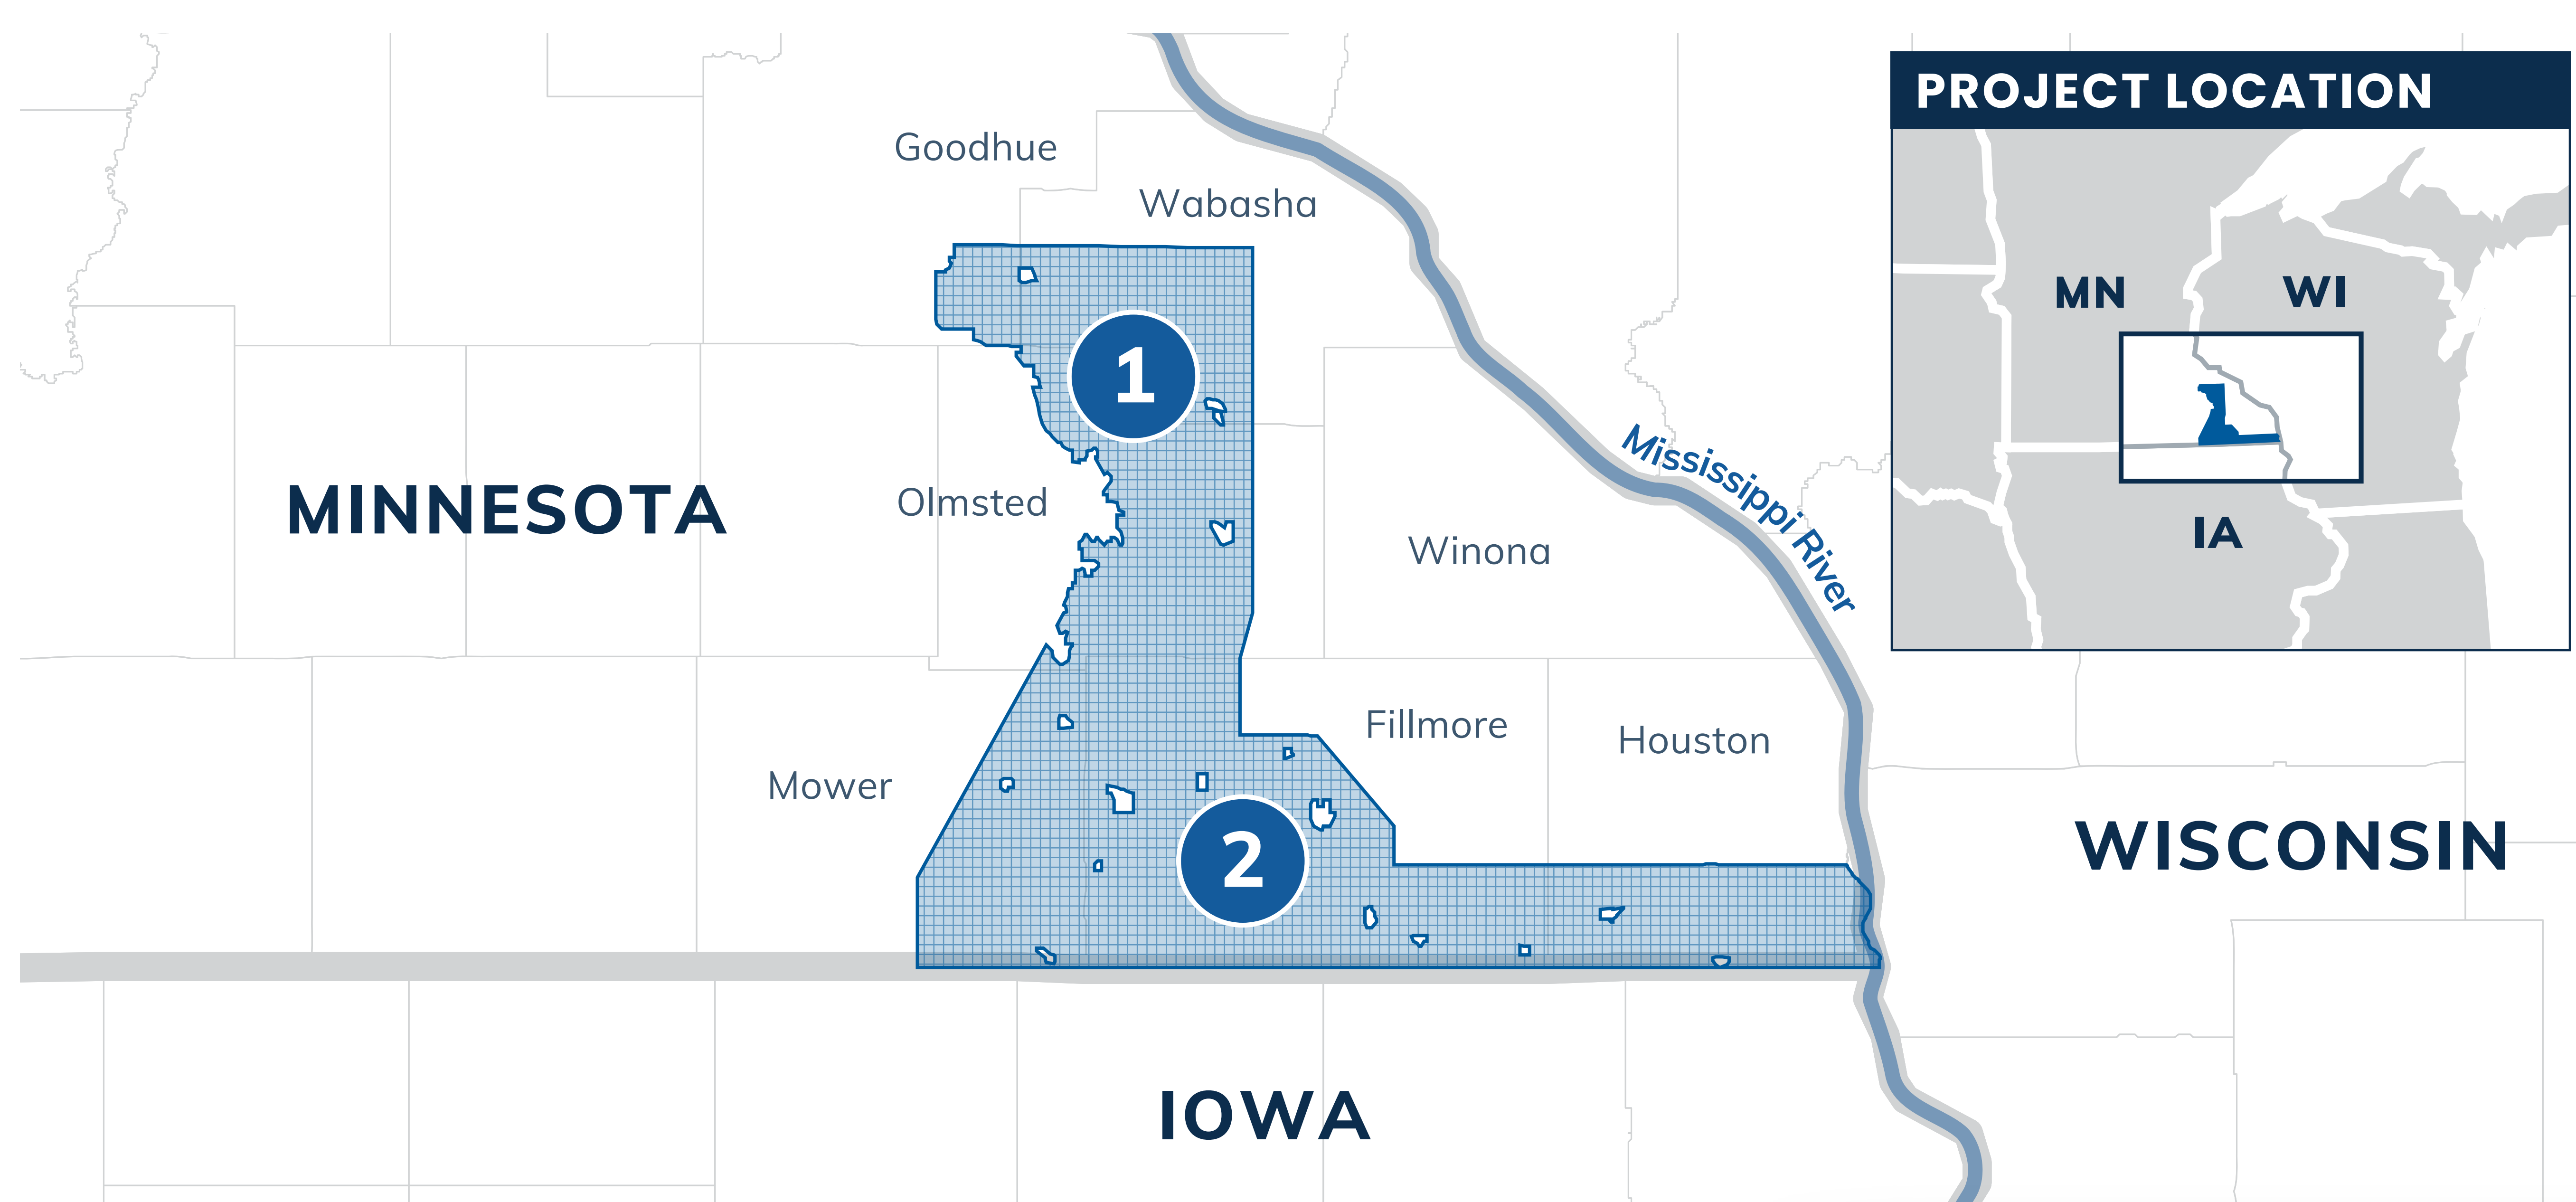 Goodhue
Wabasha
1
MINNESOTA
Olmsted
Winona
Mississippi River
Mower
Fillmore
Houston
2
WISCONSIN
IOWA
PROJECT LOCATION
MN
WI
IA